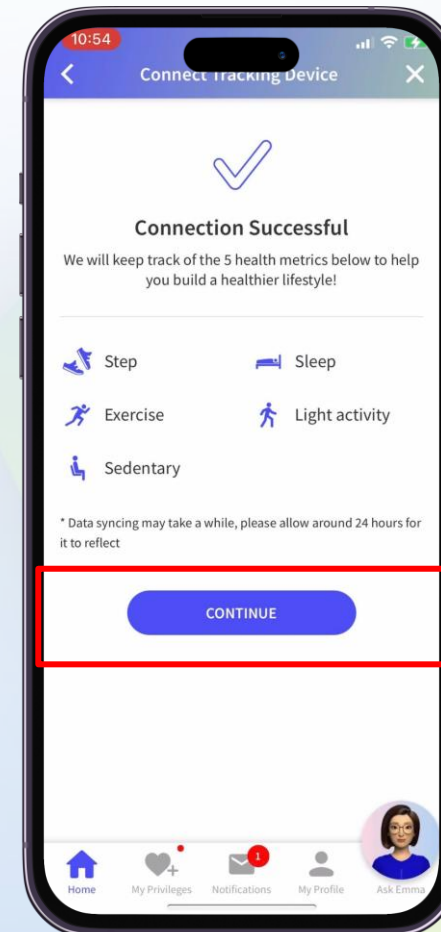 10:54
Connect Tracking Device
Connection Successful
We will keep track of the 5 health metrics below to help
you build a healthier lifestyle!
Step
Sleep
Exercise
Light activity
Sedentary
* Data syncing may take a while, please allow around 24 hours for
it to reflect
CONTINUE
1
Home
My Privileges
Notifications
My Profile
Ask Emma